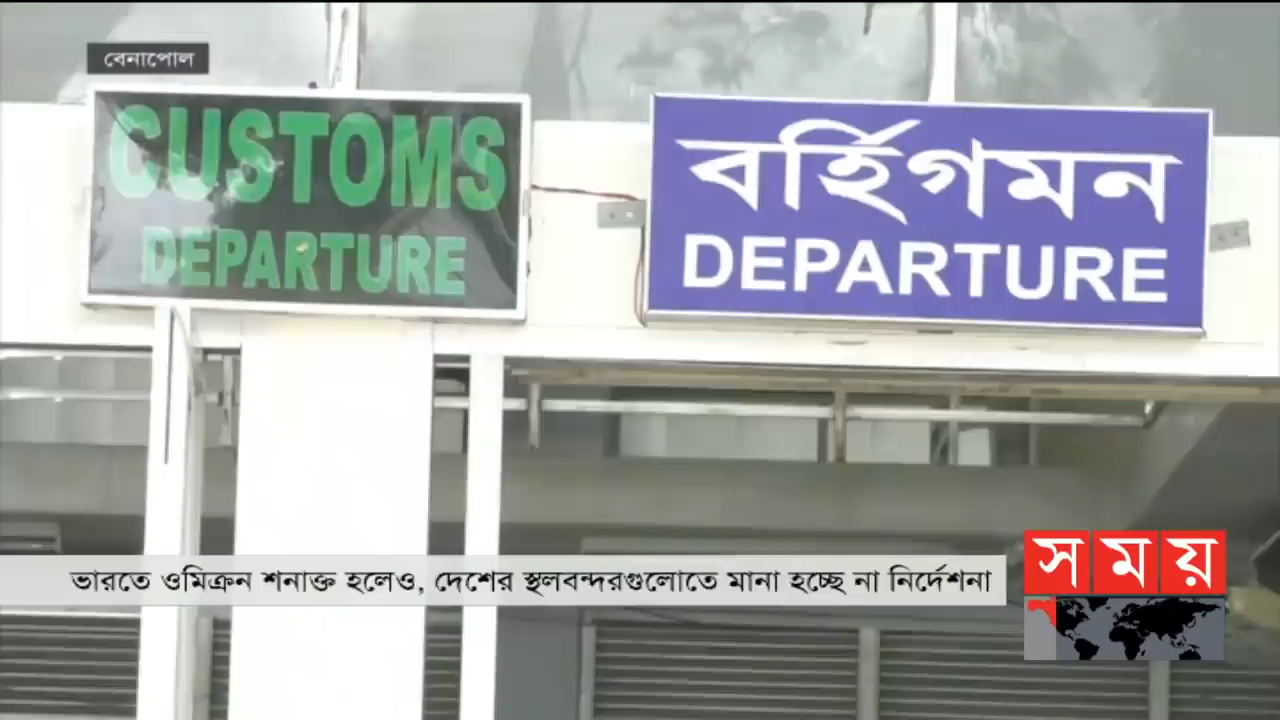 বেনাপোল
CUSTOMS
DEPARTURE
বর্হিগমন
DEPARTURE
ভারতে ওমিক্রন শনাক্ত হলেও, দেশের স্থলবন্দরগুলোতে মানা হচ্ছে না নির্দেশনা
সময়